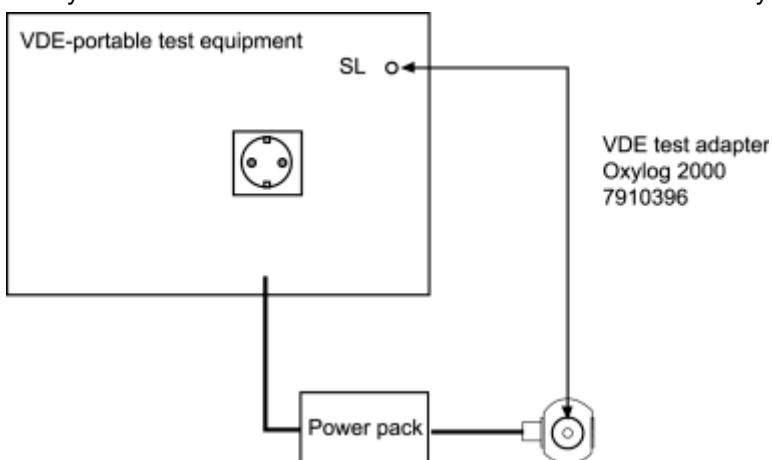 VDE-portable test equipment
SL
VDE test adapter
Oxylog 2000
7910396
Power pack